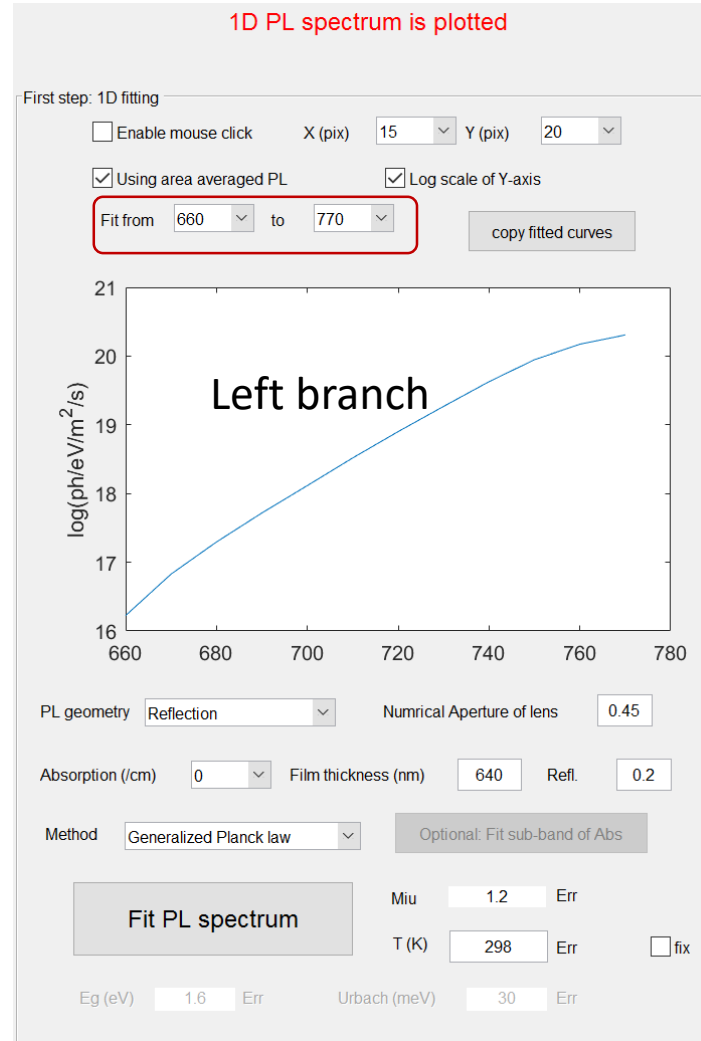 1D PL spectrum is plotted
First step: 1D fitting
Enable mouse click X (pix) 15 Y (pix) 20
Using area averaged PL Log scale of Y-axis
Fit from 660 to 770 copy fitted curves
21
20
19
18
17
16
log(ph/eV/m²/s)
Left branch
660 680 700 720 740 760 780
PL geometry Reflection Numrical Aperture of lens 0.45
Absorption (/cm) 0 Film thickness (nm) 640 Refl. 0.2
Method Generalized Planck law Optional: Fit sub-band of Abs
Fit PL spectrum
Miu 1.2 Err
T (K) 298 Err fix
Eg (eV) 1.6 Err Urbach (meV) 30 Err